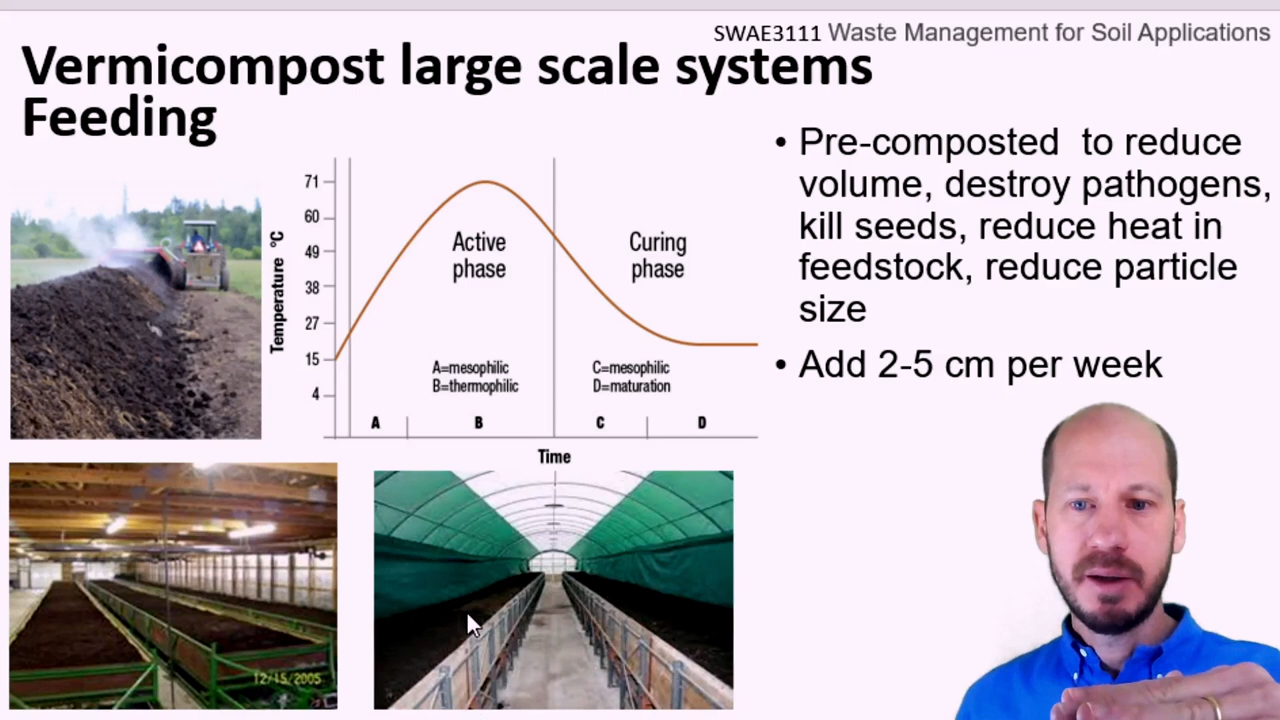 SWAE3111 Waste Management for Soil Applications
Vermicompost large scale systems
Feeding
• Pre-composted to reduce
volume, destroy pathogens,
kill seeds, reduce heat in
feedstock, reduce particle
size
• Add 2-5 cm per week
Temperature °C
71
60
49
38
27
15
4
Active
phase
Curing
phase
A=mesophilic
B=thermophilic
C=mesophilic
D=maturation
A B C D
Time
12/15/2005